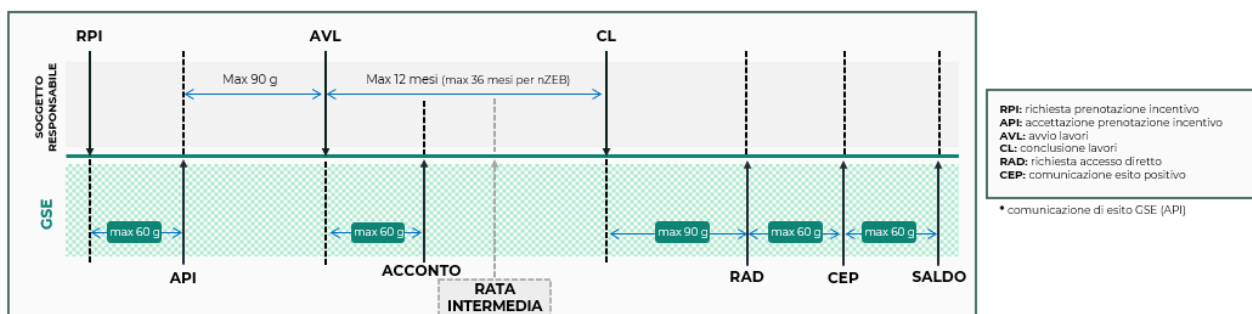 RPI
AVL
CL
SOGGETTO
RESPONSABILE
Max 90 g
Max 12 mesi (max 36 mesi per nZEB)
GSE
max 60 g
max 60 g
max 90 g
max 60 g
max 60 g
API
ACCONTO
RATA
INTERMEDIA
RAD
CEP
SALDO
RPI: richiesta prenotazione incentivo
API: accettazione prenotazione incentivo
AVL: avvio lavori
CL: conclusione lavori
RAD: richiesta accesso diretto
CEP: comunicazione esito positivo
* comunicazione di esito GSE (API)